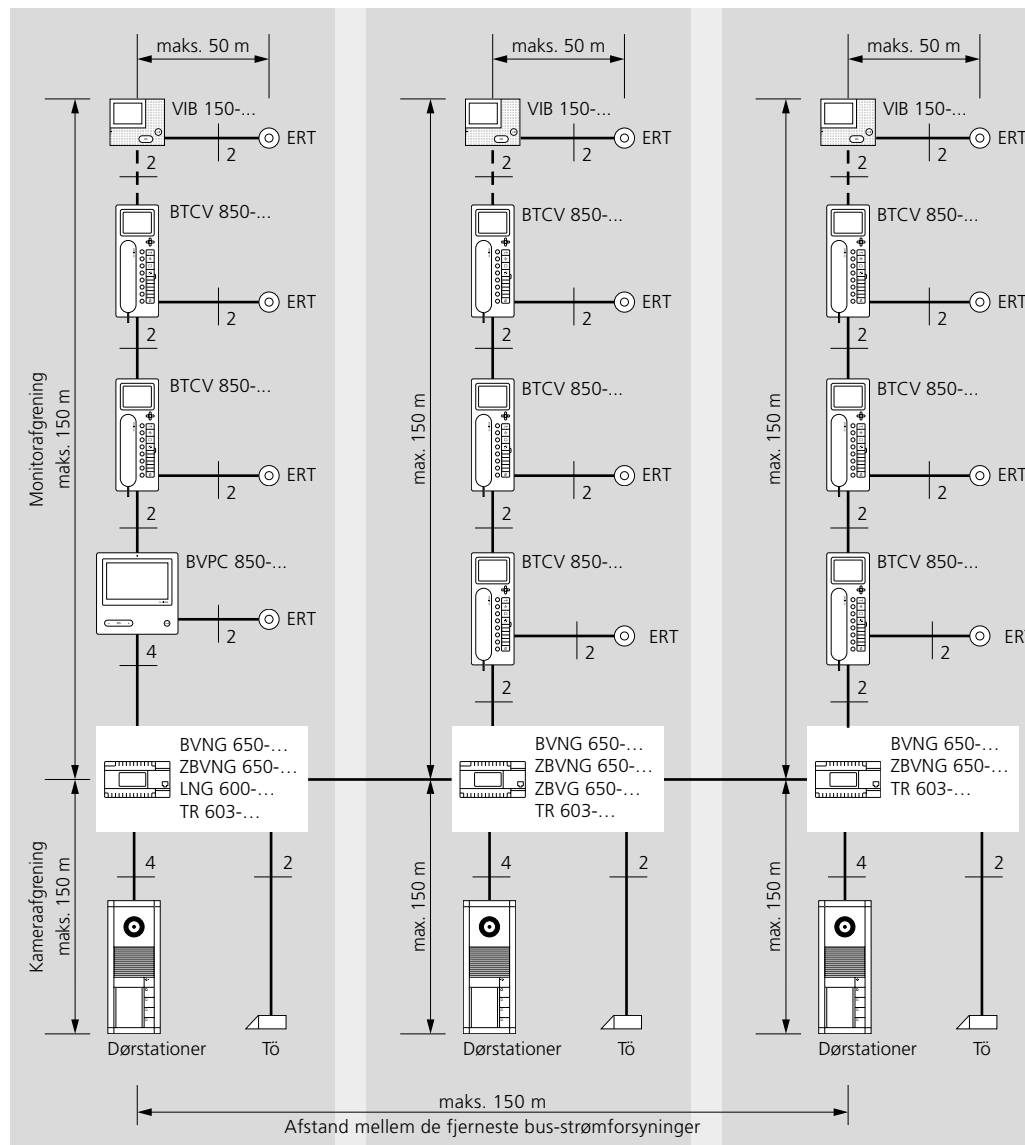 maks. 50 m
VIB 150-...
ERT
2
2
BTCV 850-...
ERT
2
2
BTCV 850-...
ERT
2
2
BVPC 850-...
ERT
2
4
Monitorafgrening
maks. 150 m
BVNG 650-...
ZBVNG 650-...
LNG 600-...
TR 603-...
4
2
Kameraafgrening
maks. 150 m
Dørstationer
Tö
maks. 50 m
VIB 150-...
ERT
2
2
BTCV 850-...
ERT
2
2
BTCV 850-...
ERT
2
2
BTCV 850-...
ERT
2
2
max. 150 m
BVNG 650-...
ZBVNG 650-...
ZBVG 650-...
TR 603-...
4
2
max. 150 m
Dørstationer
Tö
maks. 50 m
VIB 150-...
ERT
2
2
BTCV 850-...
ERT
2
2
BTCV 850-...
ERT
2
2
BTCV 850-...
ERT
2
2
max. 150 m
BVNG 650-...
ZBVNG 650-...
TR 603-...
4
2
max. 150 m
Dørstationer
Tö
maks. 150 m
Afstand mellem de fjerneste bus-strømforsyninger